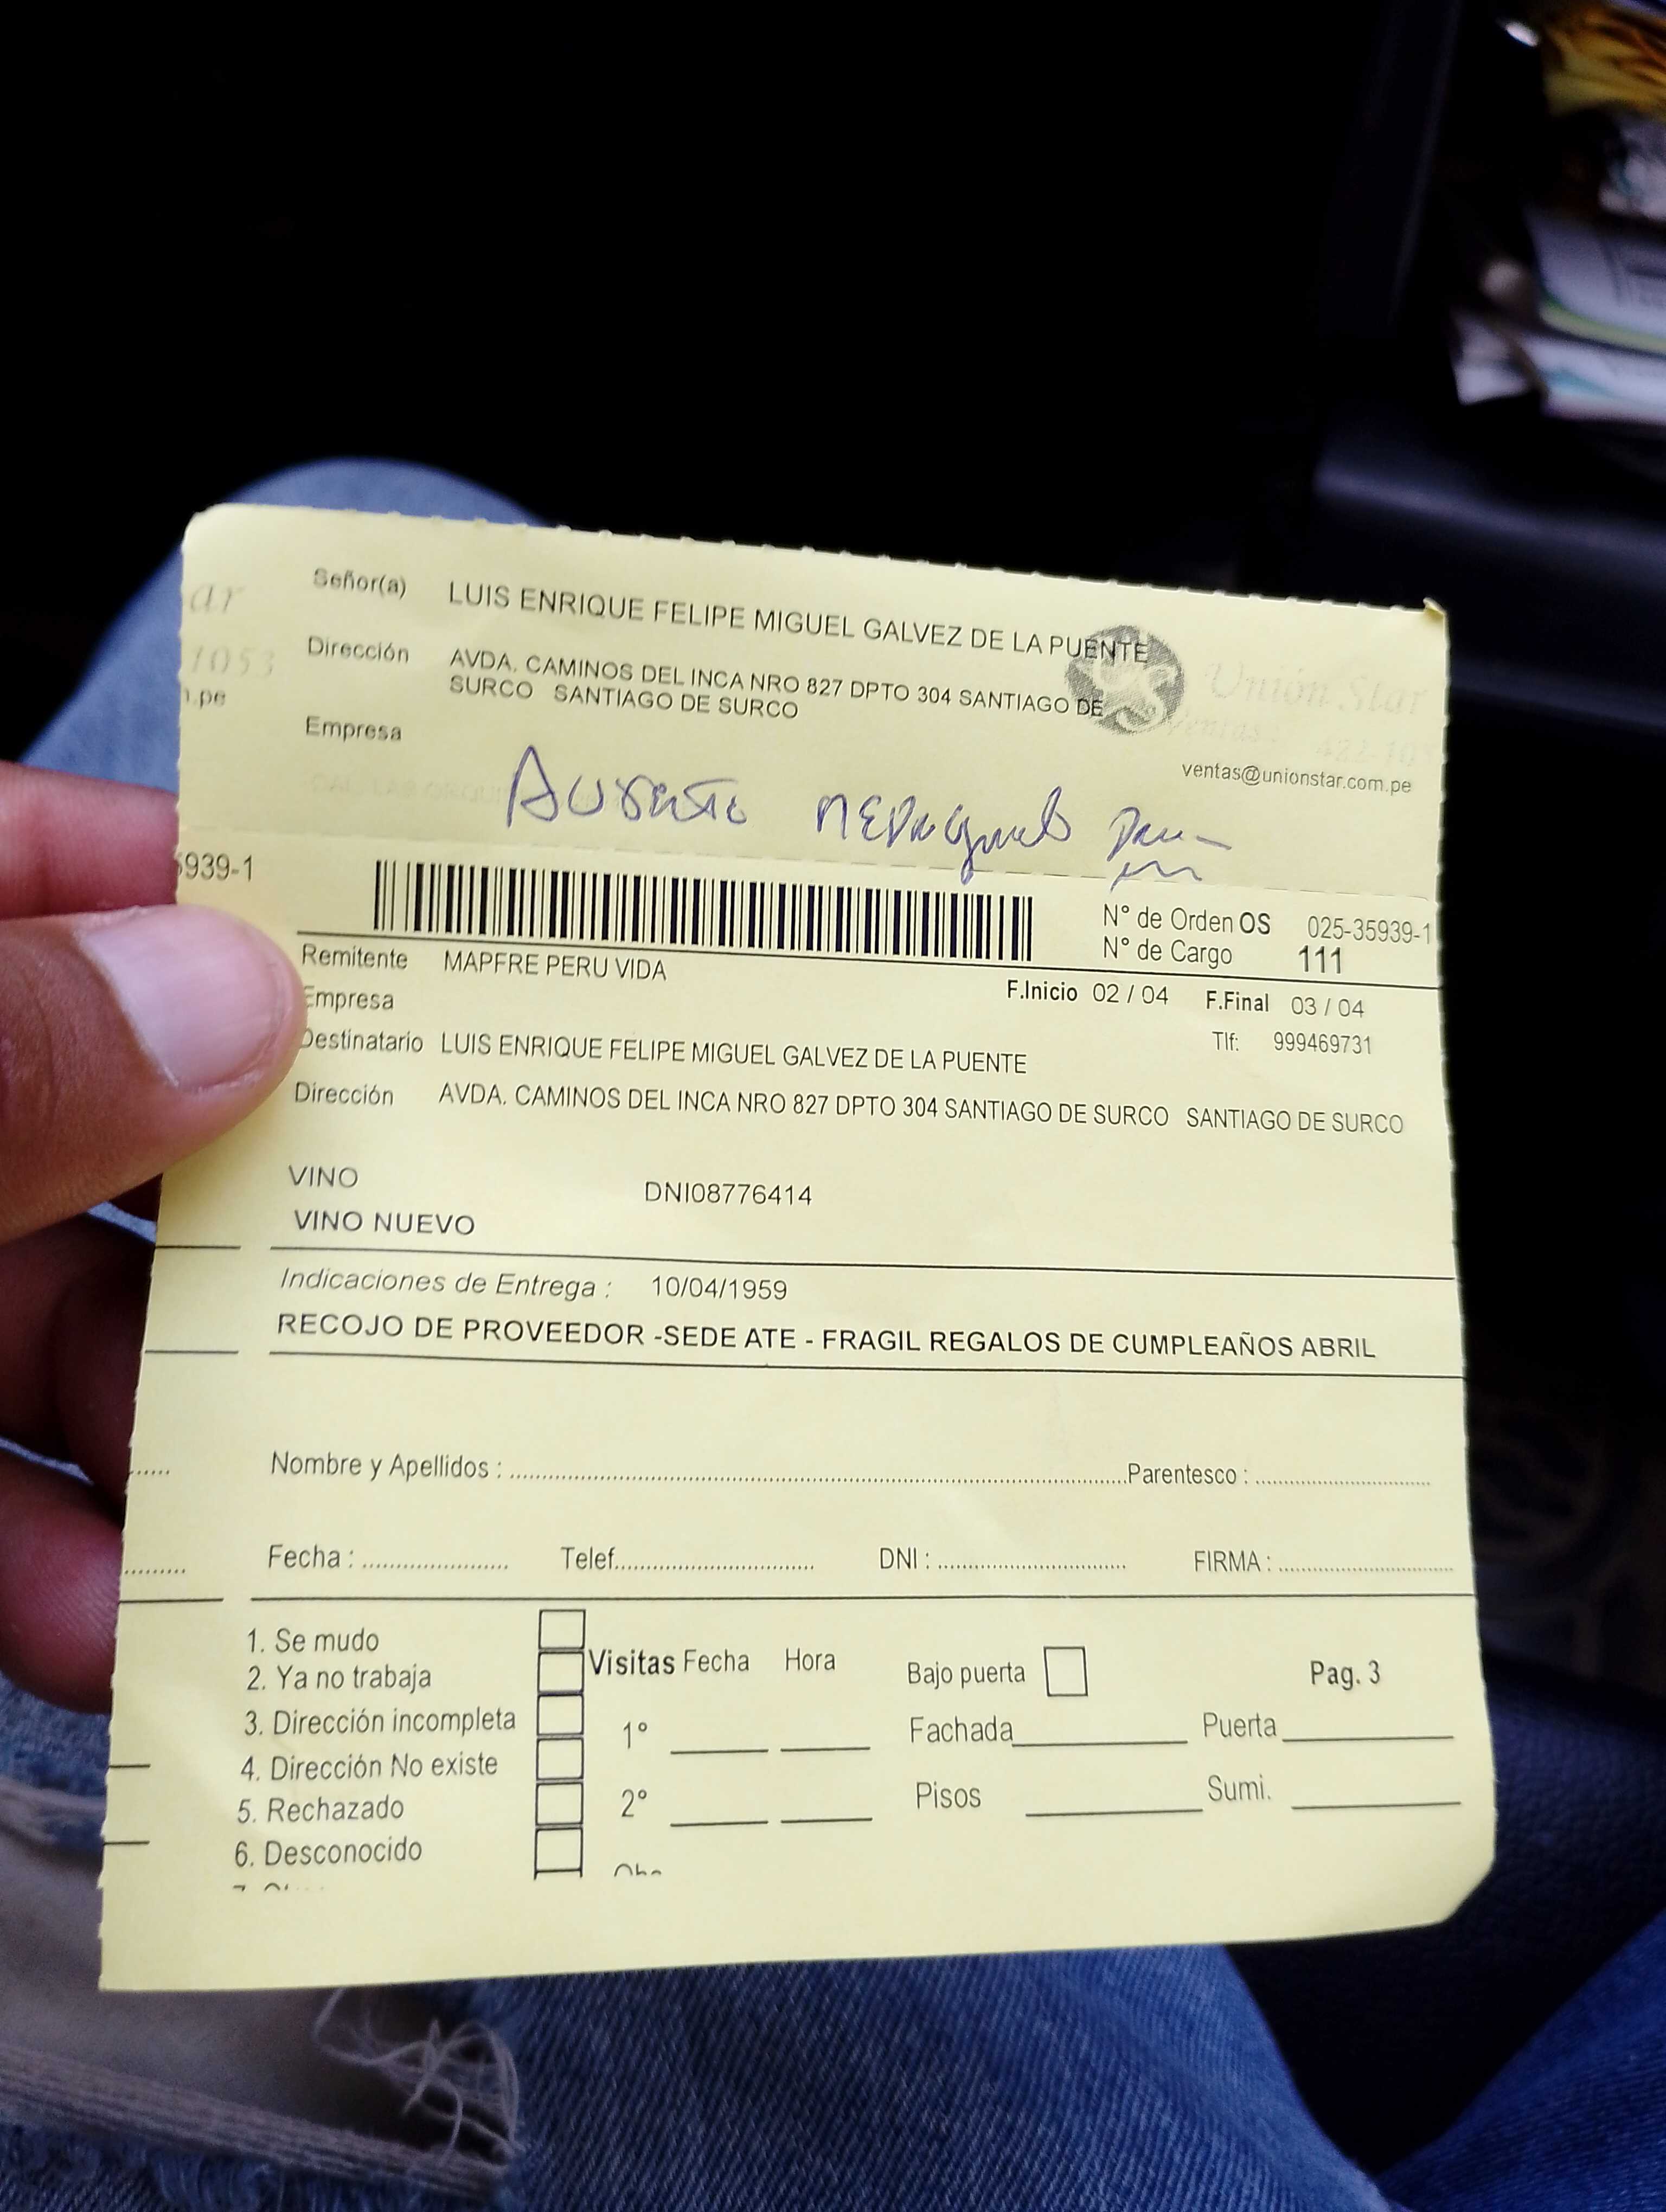 ar
1053
n.pe
Señor(a) LUIS ENRIQUE FELIPE MIGUEL GALVEZ DE LA PUENTE
Dirección AVDA. CAMINOS DEL INCA NRO 827 DPTO 304 SANTIAGO DE
SURCO SANTIAGO DE SURCO
Unión Star
Ventas:
Empresa
ventas@unionstar.com.pe
Ausente
5939-1
N° de Orden OS 025-35939-1
N° de Cargo 111
Remitente MAPFRE PERU VIDA
Empresa
F.Inicio 02 / 04 F.Final 03 / 04
Tlf: 999469731
Destinatario LUIS ENRIQUE FELIPE MIGUEL GALVEZ DE LA PUENTE
Dirección AVDA. CAMINOS DEL INCA NRO 827 DPTO 304 SANTIAGO DE SURCO SANTIAGO DE SURCO
VINO DNI08776414
VINO NUEVO
Indicaciones de Entrega : 10/04/1959
RECOJO DE PROVEEDOR -SEDE ATE - FRAGIL REGALOS DE CUMPLEAÑOS ABRIL
Nombre y Apellidos : Parentesco :
Fecha : Telef. DNI : FIRMA :
1. Se mudo
2. Ya no trabaja
3. Dirección incompleta
4. Dirección No existe
5. Rechazado
6. Desconocido
Visitas Fecha Hora
1°
2°
Bajo puerta Pag. 3
Fachada Puerta
Pisos Sumi.